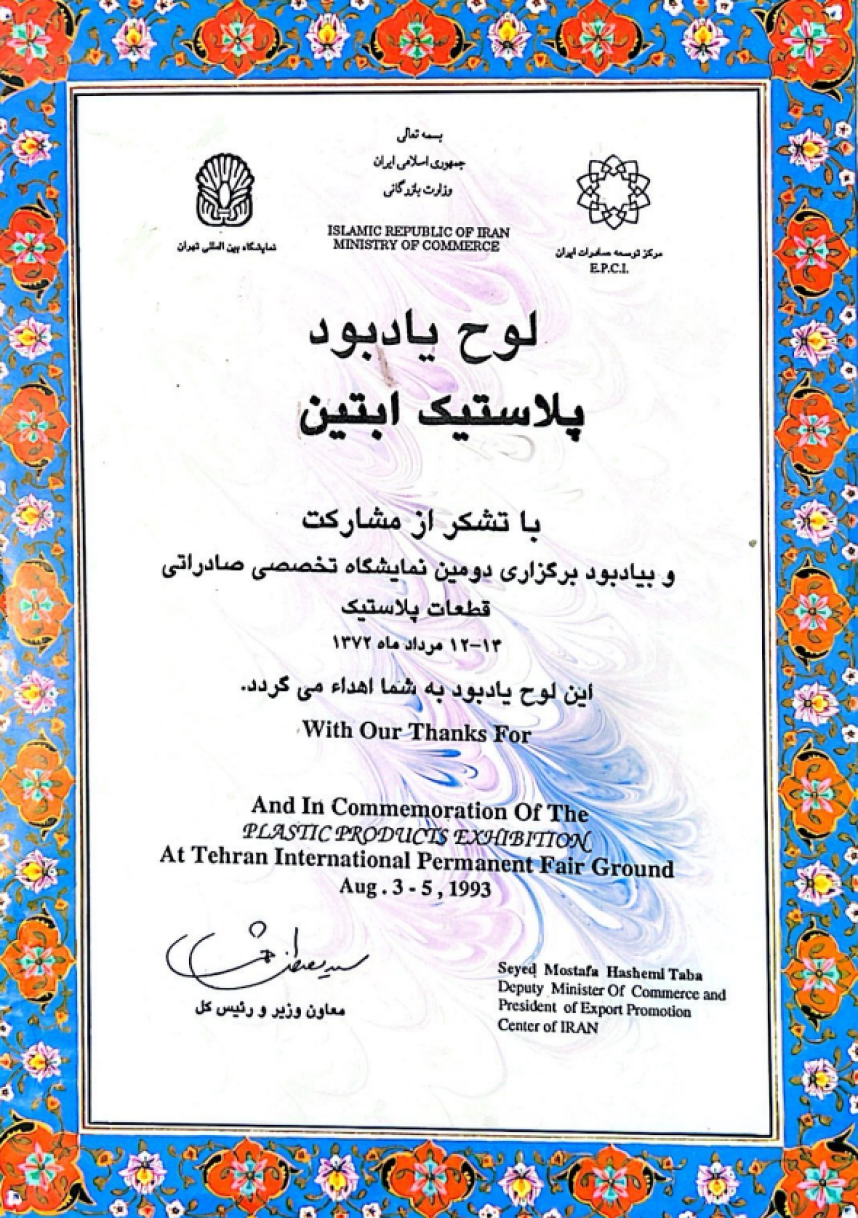 بسمه تعالی
جمهوری اسلامی ایران
وزارت بازرگانی
ISLAMIC REPUBLIC OF IRAN
MINISTRY OF COMMERCE
مرکز توسعه صادرات ایران
E.P.C.I.
نمایشگاه بین المللی تهران
لوح یادبود
پلاستیک ابتین
با تشکر از مشارکت
و بیادبود برگزاری دومین نمایشگاه تخصصی صادراتی
قطعات پلاستیک
۱۲-۱۴ مرداد ماه ۱۳۷۲
این لوح یادبود به شما اهداء می گردد.
With Our Thanks For
And In Commemoration Of The
PLASTIC PRODUCTS EXHIBITION
At Tehran International Permanent Fair Ground
Aug . 3 - 5 , 1993
سید مصطفی
معاون وزیر و رئیس کل
Seyed Mostafa Hashemi Taba
Deputy Minister Of Commerce and
President of Export Promotion
Center of IRAN